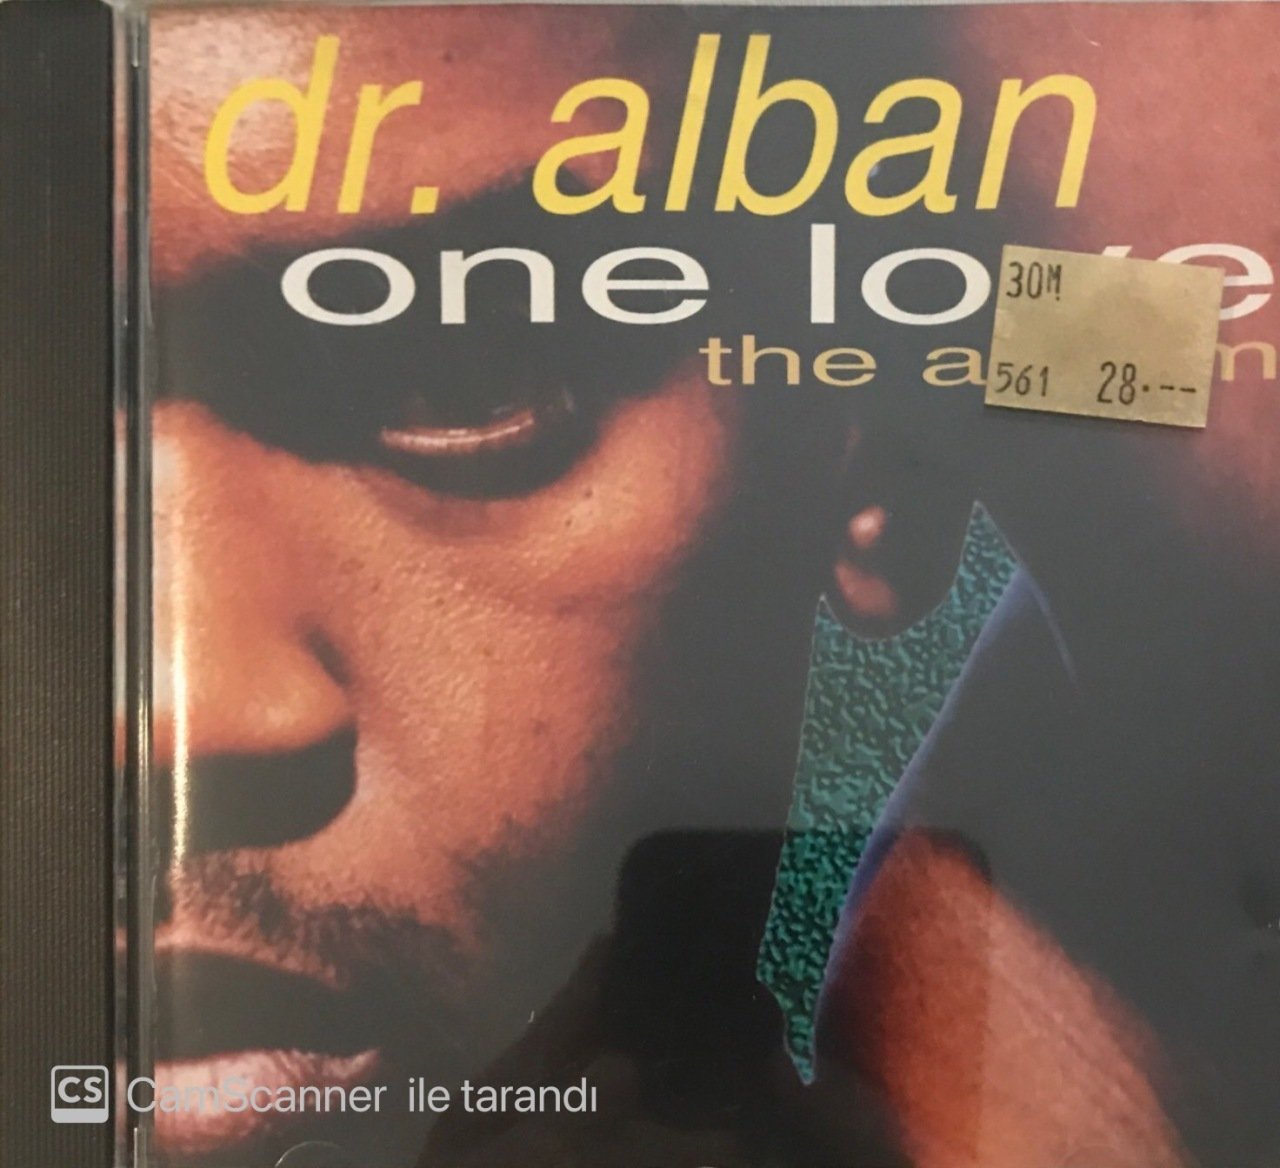 dr. alban
one lo e
the a m
30M
561 28.--
CS CamScanner ile tarandı